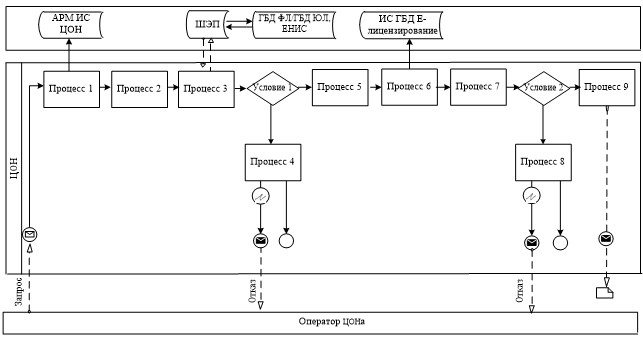 АРМ ИС
ЦОН
ШЭП
ГБД ФЛ/ГБД ЮЛ,
ЕНИС
ИС ГБД Е-
лицензирование
ЦОН
Процесс 1
Процесс 2
Процесс 3
Условие 1
Процесс 5
Процесс 6
Процесс 7
Условие 2
Процесс 9
Процесс 4
Процесс 8
Запрос
Отказ
Отказ
Оператор ЦОНа